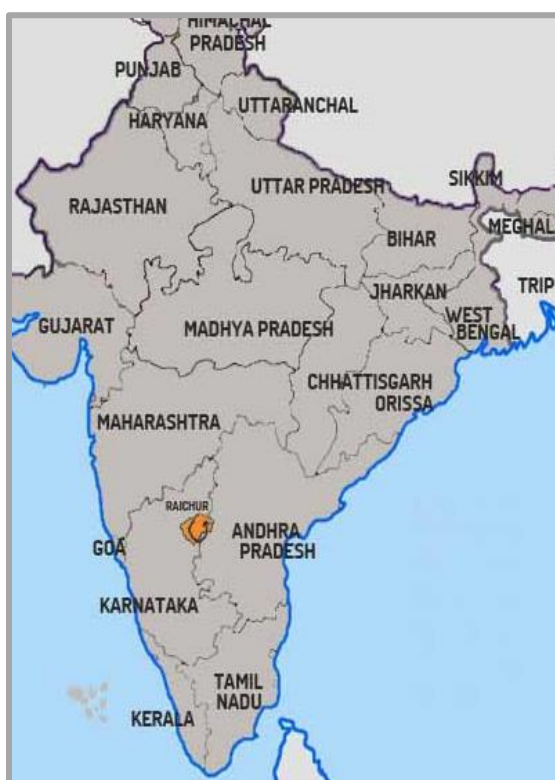 HIMACHAL
PRADESH
PUNJAB
UTTARANCHAL
HARYANA
UTTAR PRADESH
SIKKIM
RAJASTHAN
BIHAR
MEGHAL
JHARKAN
TRIP
WEST
BENGAL
GUJARAT
MADHYA PRADESH
CHHATTISGARH
ORISSA
MAHARASHTRA
RAICHUR
ANDHRA
PRADESH
GOA
KARNATAKA
TAMIL
NADU
KERALA